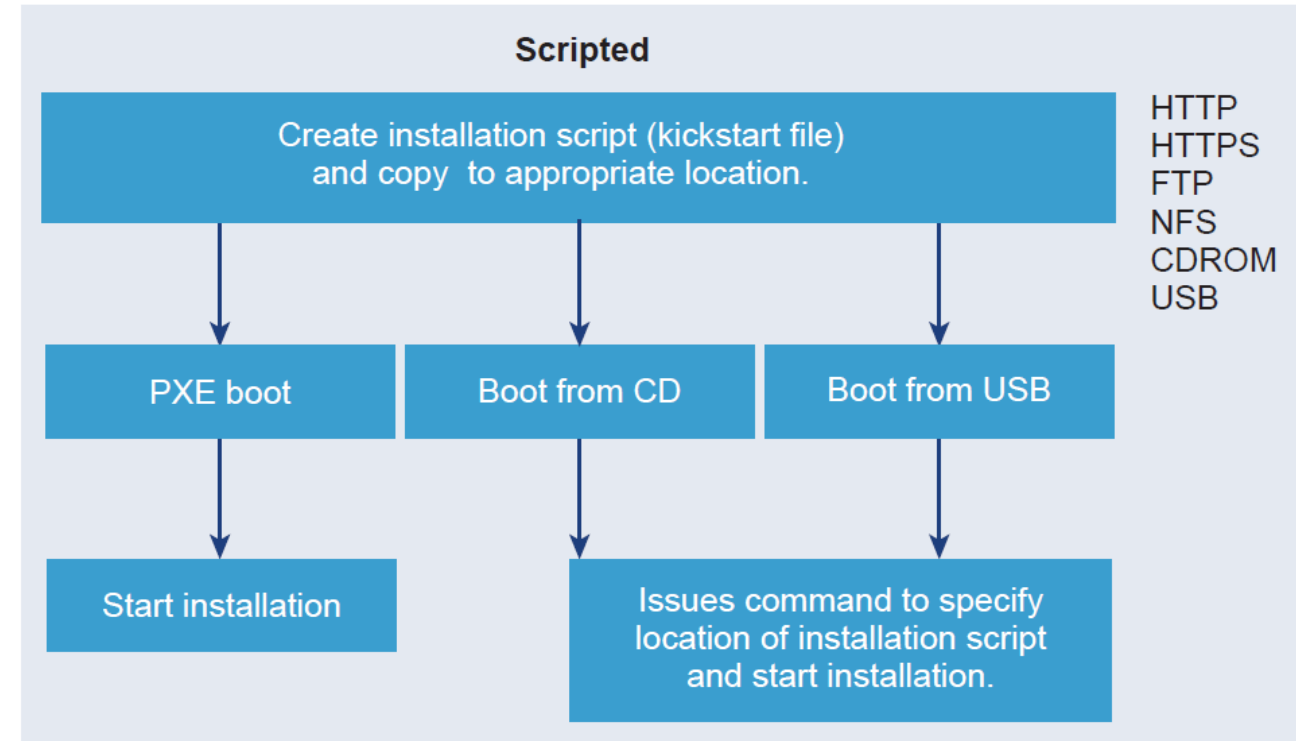 Scripted
Create installation script (kickstart file)
and copy to appropriate location.
HTTP
HTTPS
FTP
NFS
CDROM
USB
PXE boot
Boot from CD
Boot from USB
Start installation
Issues command to specify
location of installation script
and start installation.